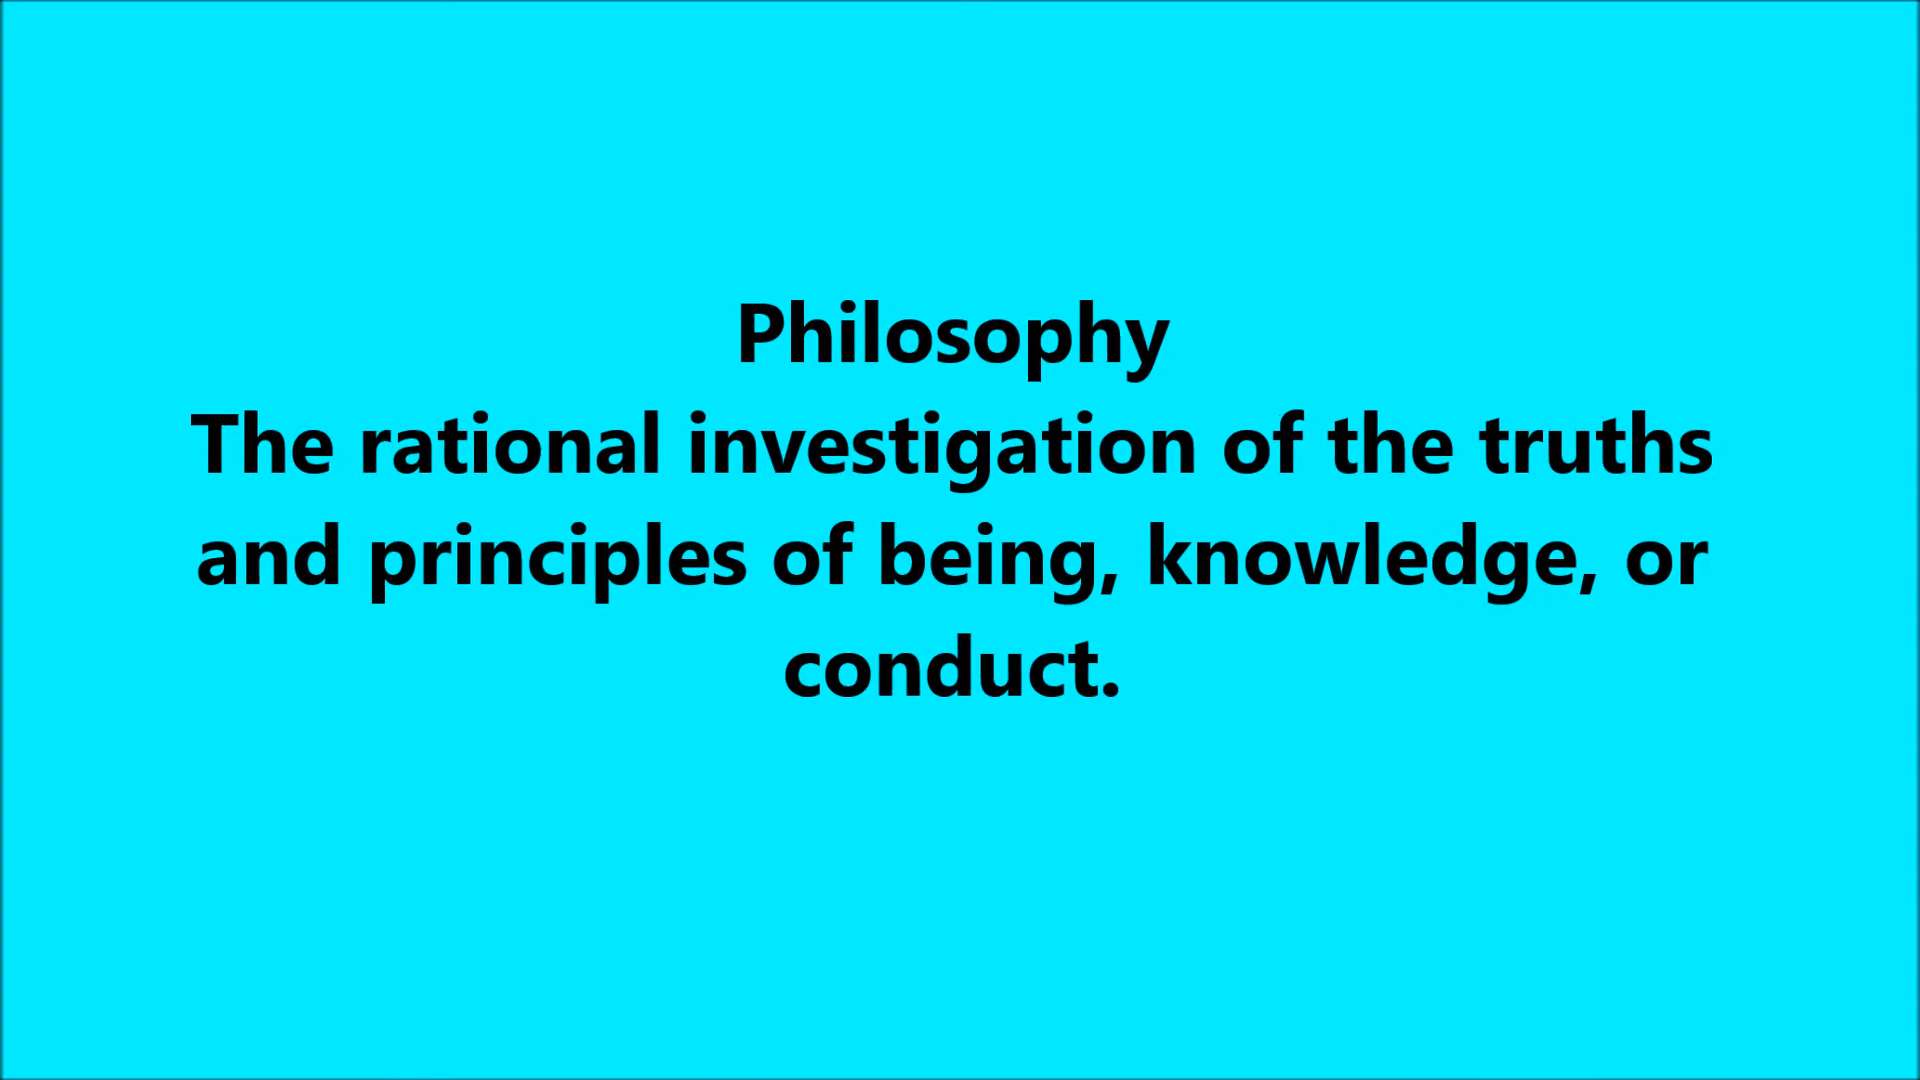 Philosophy
The rational investigation of the truths
and principles of being, knowledge, or
conduct.